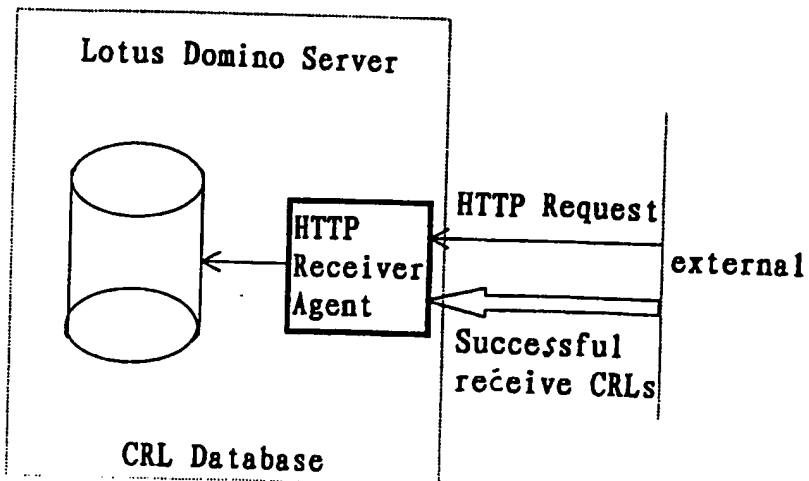 Lotus Domino Server
HTTP Request
HTTP
Receiver
Agent
external
Successful
receive CRLs
CRL Database